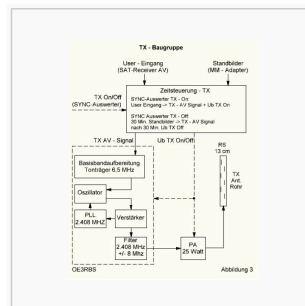 TX - Baugruppe
User - Eingang
(SAT-Receiver AV)
Standbilder
(MM - Adapter)
TX On/Off
(SYNC-Auswerter)
Zeitsteuerung - TX
SYNC-Auswerter TX - On:
User Eingang -> TX - AV Signal + Ub TX On
SYNC-Auswerter TX - Off
30 Min. Standbilder -> TX - AV Signal
nach 30 Min. Ub TX Off
TX AV - Signal
Ub TX On/Off
RS
13 cm
Basisbandaufbereitung
Tonträger 6.5 MHz
TX
Ant.
Rohr
Oszillator
PLL
2.408 MHZ
Verstärker
Filter
2.408 MHZ
+/- 8 Mhz
PA
25 Watt
OE3RBS
Abbildung 3